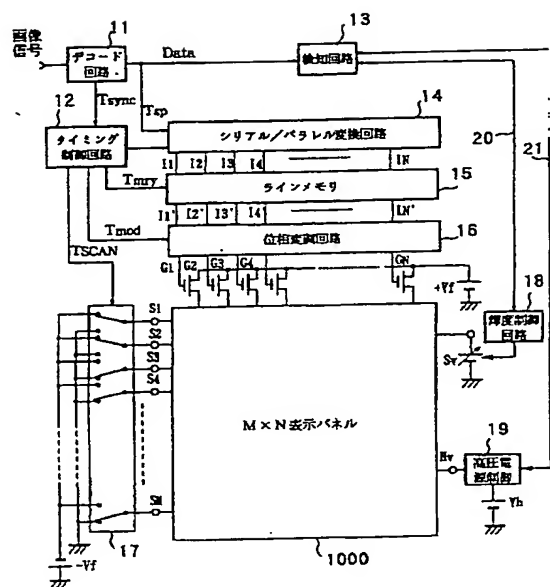 画像
信号
11
デコード
回路
Data
13
検知回路
Tsync
12
タイミング
制御回路
Tsp
14
シリアル/パラレル変換回路
20
21
I1 I2 I3 I4 IN
Tmry
ラインメモリ
15
I1' I2' I3' I4' IN'
Tmod
位相変調回路
16
TSCAN
G1 G2 G3 G4 GN
+Vf
18
輝度制御
回路
S1
S2
S3
S4
Sv
M×N表示パネル
19
高圧電
源制御
Hv
Vh
SM
17
-Vf
1000